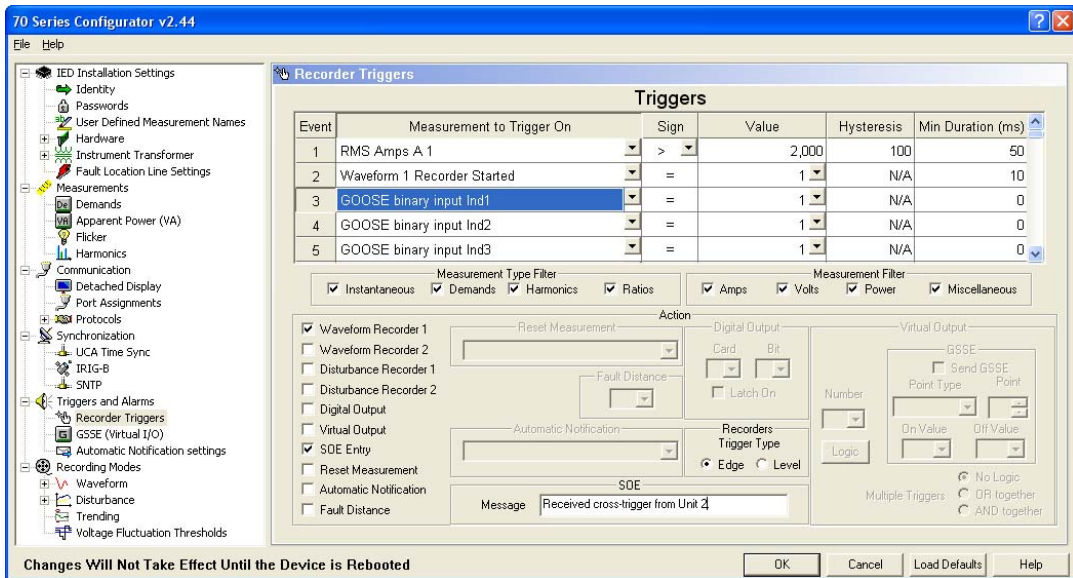 70 Series Configurator v2.44
File Help
IED Installation Settings
Identity
Passwords
User Defined Measurement Names
Hardware
Instrument Transformer
Fault Location Line Settings
Measurements
Demands
Apparent Power (VA)
Flicker
Harmonics
Communication
Detached Display
Port Assignments
Protocols
Synchronization
UCA Time Sync
IRIG-B
SNTP
Triggers and Alarms
Recorder Triggers
GSSE (Virtual I/O)
Automatic Notification settings
Recording Modes
Waveform
Disturbance
Trending
Voltage Fluctuation Thresholds
Recorder Triggers
Triggers
Event Measurement to Trigger On Sign Value Hysteresis Min Duration (ms)
1 RMS Amps A 1 > 2,000 100 50
2 Waveform 1 Recorder Started = 1 N/A 10
3 GOOSE binary input Ind1 = 1 N/A 0
4 GOOSE binary input Ind2 = 1 N/A 0
5 GOOSE binary input Ind3 = 1 N/A 0
Measurement Type Filter
Instantaneous Demands Harmonics Ratios
Measurement Filter
Amps Volts Power Miscellaneous
Action
Waveform Recorder 1
Waveform Recorder 2
Disturbance Recorder 1
Disturbance Recorder 2
Digital Output
Virtual Output
SOE Entry
Reset Measurement
Automatic Notification
Fault Distance
Reset Measurement
Fault Distance
Automatic Notification
Digital Output
Card Bit
Latch On
Recorders
Trigger Type
Edge Level
SOE
Message Received cross-trigger from Unit 2
Virtual Output
Number
Logic
GSSE
Send GSSE
Point Type Point
On Value Off Value
Multiple Triggers
No Logic
OR together
AND together
Changes Will Not Take Effect Until the Device is Rebooted
OK Cancel Load Defaults Help